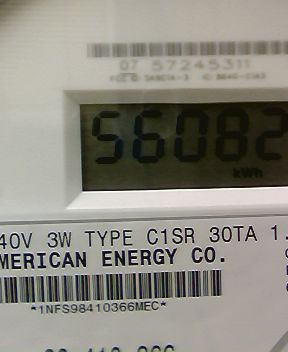 07 57245311
56082
kWh
40V 3W TYPE C1SR 30TA 1.
MERICAN ENERGY CO.
*1NFS98410366MEC*